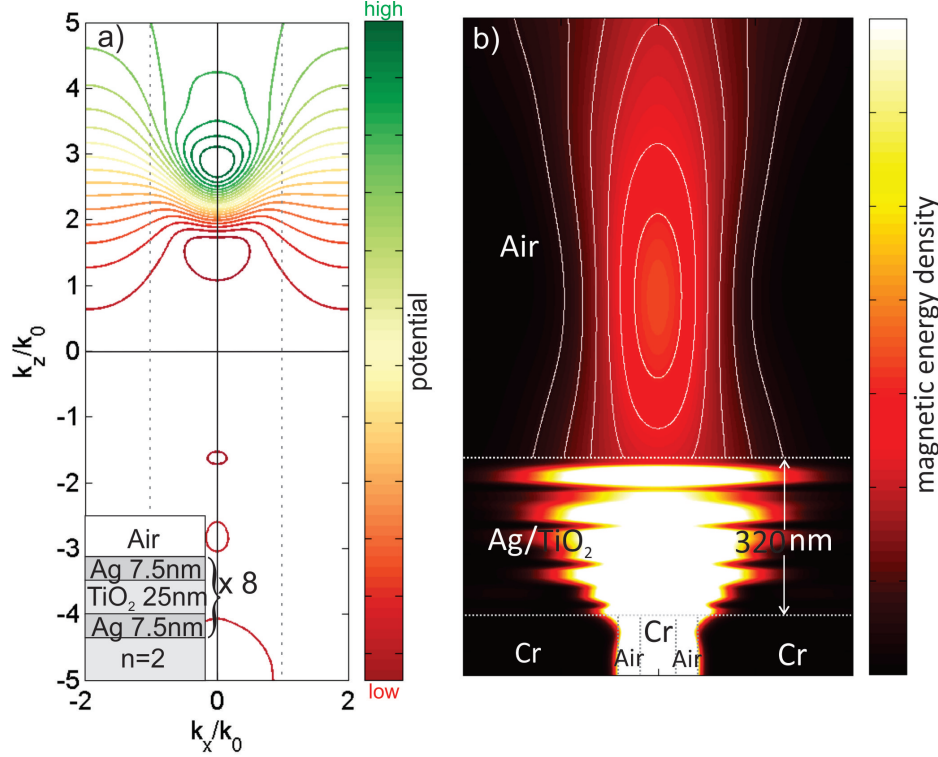 high
a)
5
4
3
2
1
0
-1
-2
-3
-4
-5
k_z/k_0
-2
-1
0
1
2
k_x/k_0
Air
Ag 7.5nm
TiO₂ 25nm
Ag 7.5nm
n=2
} x 8
potential
low
b)
Air
Ag/TiO₂
320nm
Cr
Cr
Air
Air
Cr
magnetic energy density